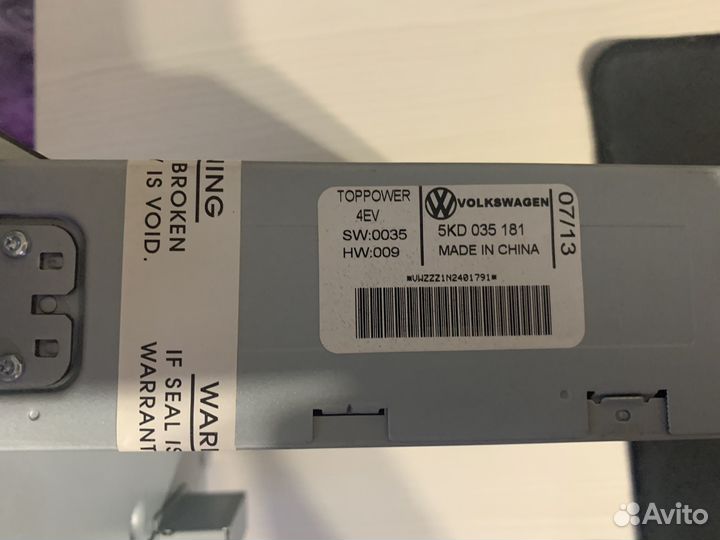 TOPPOWER
4EV
SW:0035
HW:009
VOLKSWAGEN
5KD 035 181
MADE IN CHINA
07/13
*VWZZZ1N2401791*
NING
BROKEN
Y IS VOID.
WAR
IF SEAL IS
WARRANT
Avito